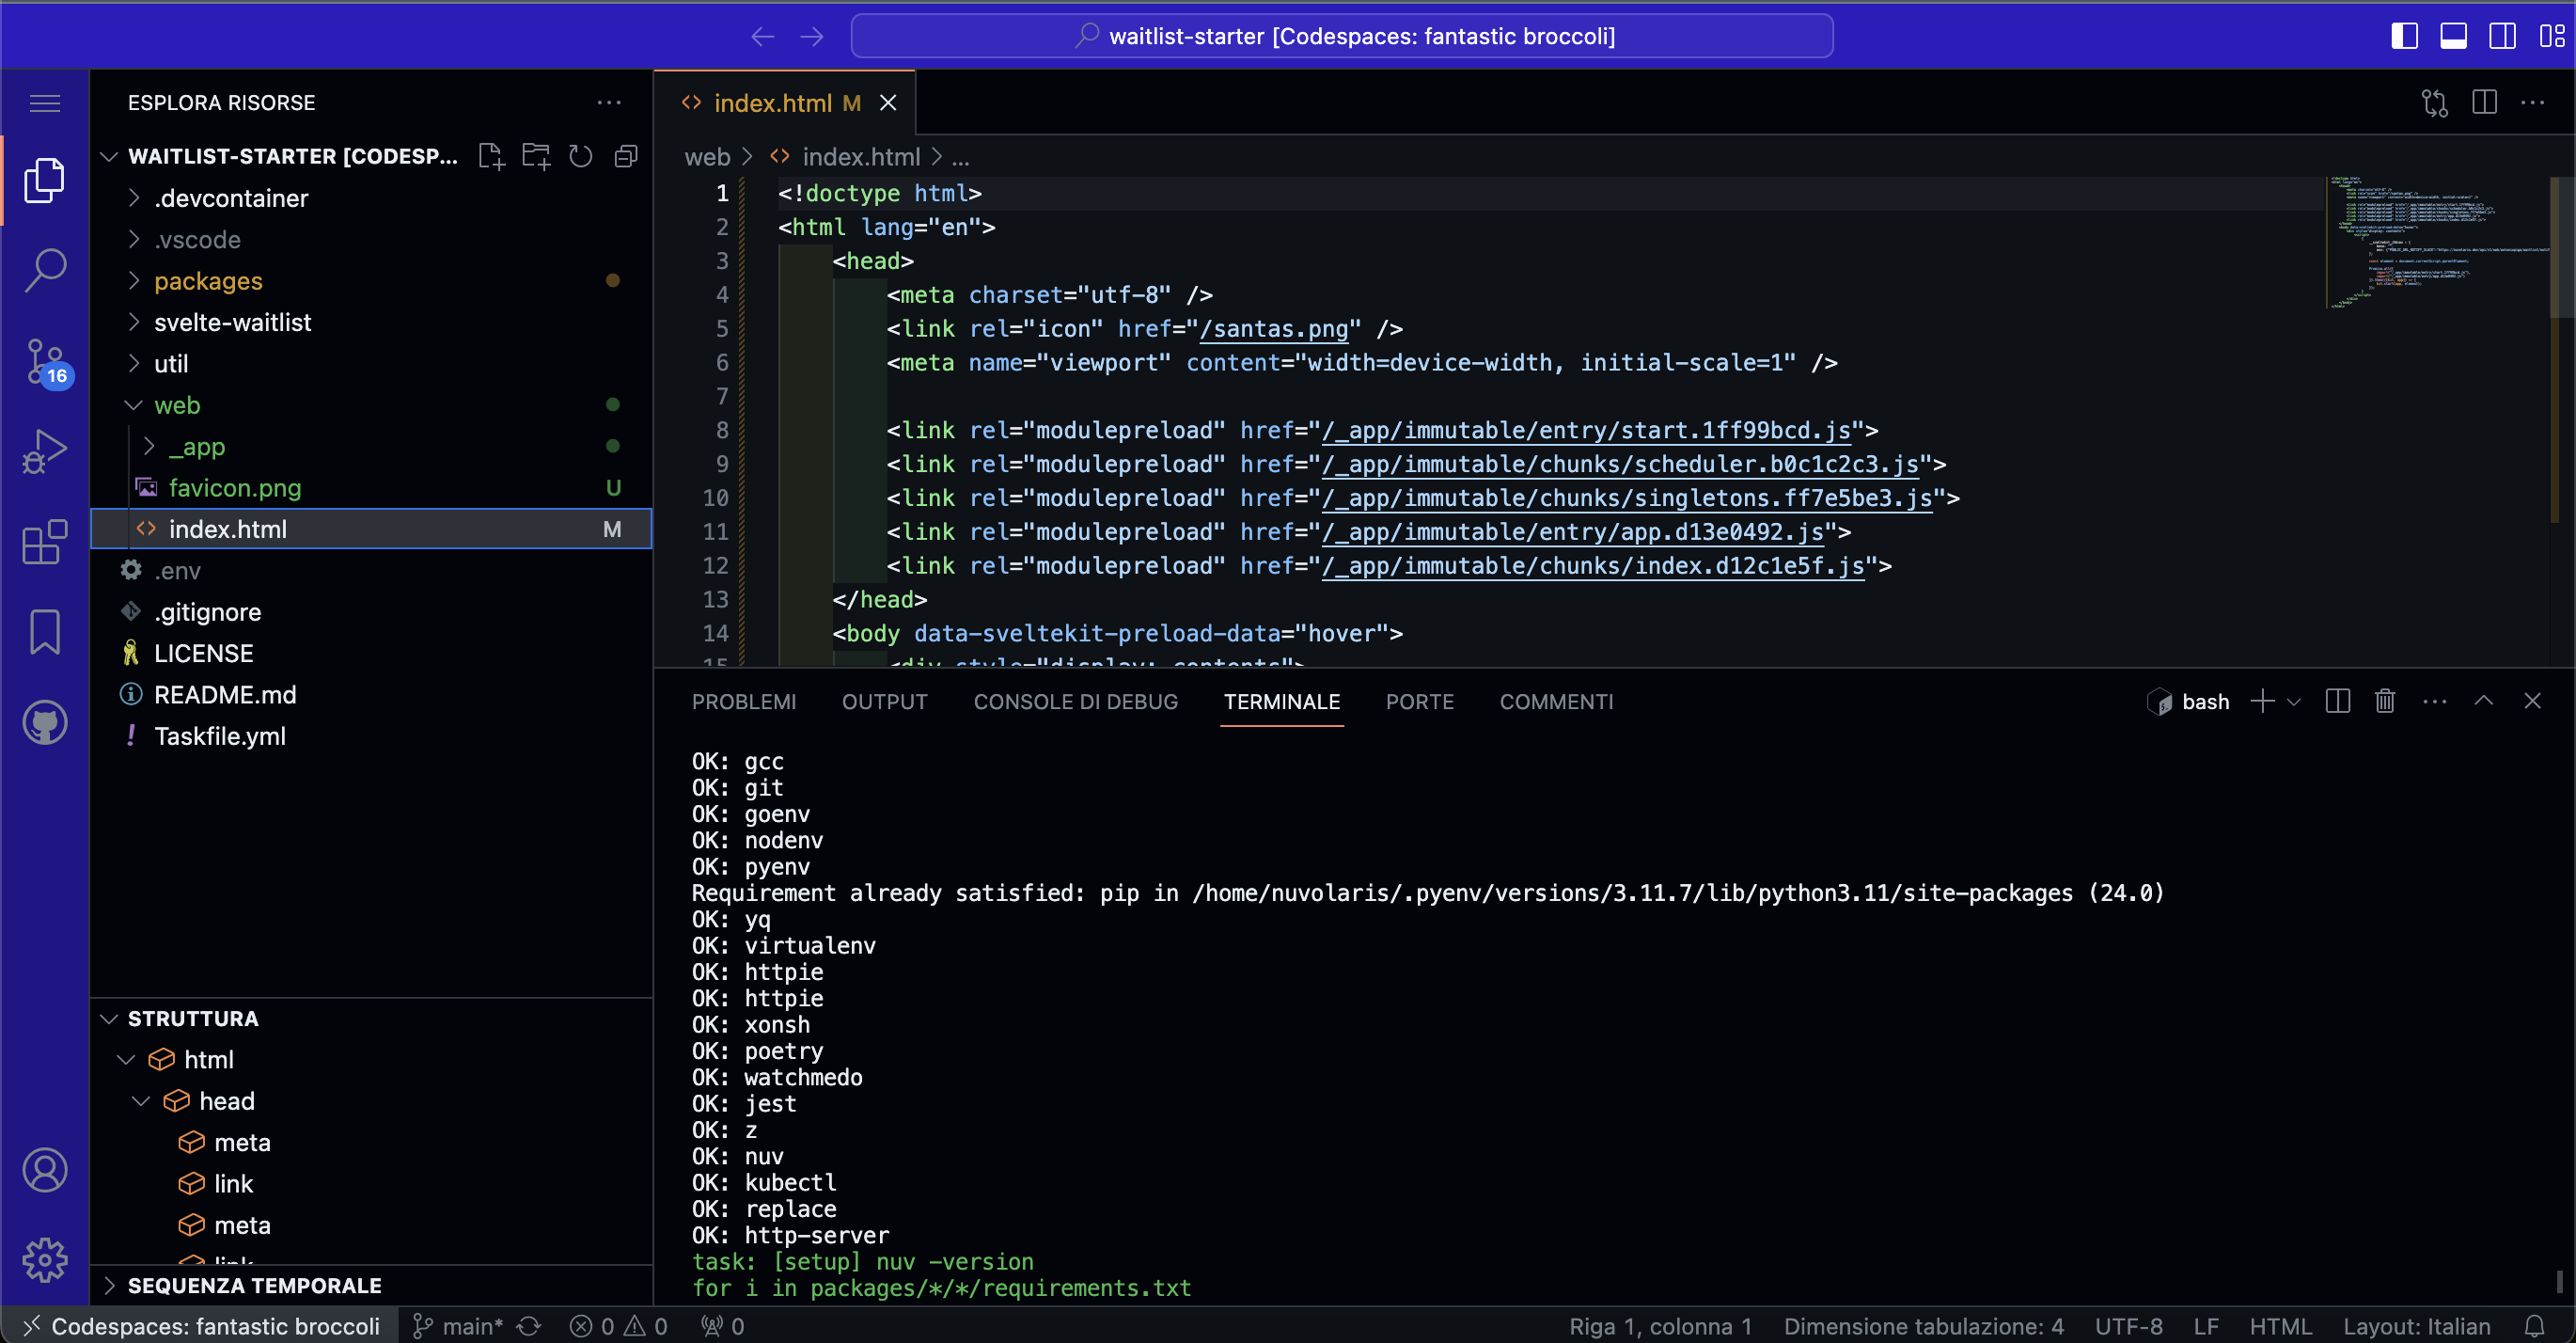 waitlist-starter [Codespaces: fantastic broccoli]
ESPLORA RISORSE
WAITLIST-STARTER [CODESP...
.devcontainer
.vscode
packages
svelte-waitlist
util
web
_app
favicon.png U
index.html M
.env
.gitignore
LICENSE
README.md
Taskfile.yml
16
STRUTTURA
html
head
meta
link
meta
link
SEQUENZA TEMPORALE
index.html M
web > index.html > ...
1 <!doctype html>
2 <html lang="en">
3 <head>
4 <meta charset="utf-8" />
5 <link rel="icon" href="/santas.png" />
6 <meta name="viewport" content="width=device-width, initial-scale=1" />
7
8 <link rel="modulepreload" href="/_app/immutable/entry/start.1ff99bcd.js">
9 <link rel="modulepreload" href="/_app/immutable/chunks/scheduler.b0c1c2c3.js">
10 <link rel="modulepreload" href="/_app/immutable/chunks/singletons.ff7e5be3.js">
11 <link rel="modulepreload" href="/_app/immutable/entry/app.d13e0492.js">
12 <link rel="modulepreload" href="/_app/immutable/chunks/index.d12c1e5f.js">
13 </head>
14 <body data-sveltekit-preload-data="hover">
15 <div style="display: contents">
PROBLEMI OUTPUT CONSOLE DI DEBUG TERMINALE PORTE COMMENTI
bash
OK: gcc
OK: git
OK: goenv
OK: nodenv
OK: pyenv
Requirement already satisfied: pip in /home/nuvolaris/.pyenv/versions/3.11.7/lib/python3.11/site-packages (24.0)
OK: yq
OK: virtualenv
OK: httpie
OK: httpie
OK: xonsh
OK: poetry
OK: watchmedo
OK: jest
OK: z
OK: nuv
OK: kubectl
OK: replace
OK: http-server
task: [setup] nuv -version
for i in packages/*/*/requirements.txt
Codespaces: fantastic broccoli main* 0 0 0 Riga 1, colonna 1 Dimensione tabulazione: 4 UTF-8 LF HTML Layout: Italian